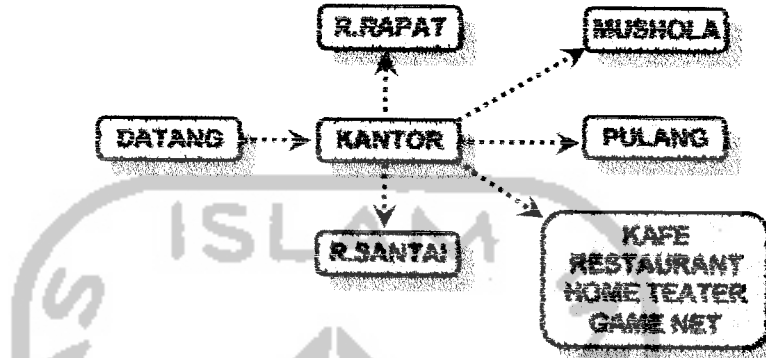 R.RAPAT
MUSHOLA
DATANG
KANTOR
PULANG
R.SANTAI
KAFE
RESTAURANT
HOME TEATER
GAME NET
ISLAM